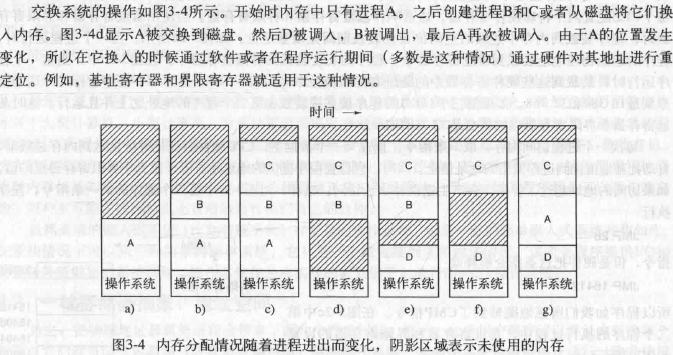 交换系统的操作如图3-4所示。开始时内存中只有进程A。之后创建进程B和C或者从磁盘将它们换
入内存。图3-4d显示A被交换到磁盘。然后D被调入，B被调出，最后A再次被调入。由于A的位置发生
变化，所以在它换入的时候通过软件或者在程序运行期间（多数是这种情况）通过硬件对其地址进行重
定位。例如，基址寄存器和界限寄存器就适用于这种情况。
时间
C C C C C
B B B B A
A A A D D D
操作系统 操作系统 操作系统 操作系统 操作系统 操作系统 操作系统
a) b) c) d) e) f) g)
图3-4 内存分配情况随着进程进出而变化，阴影区域表示未使用的内存